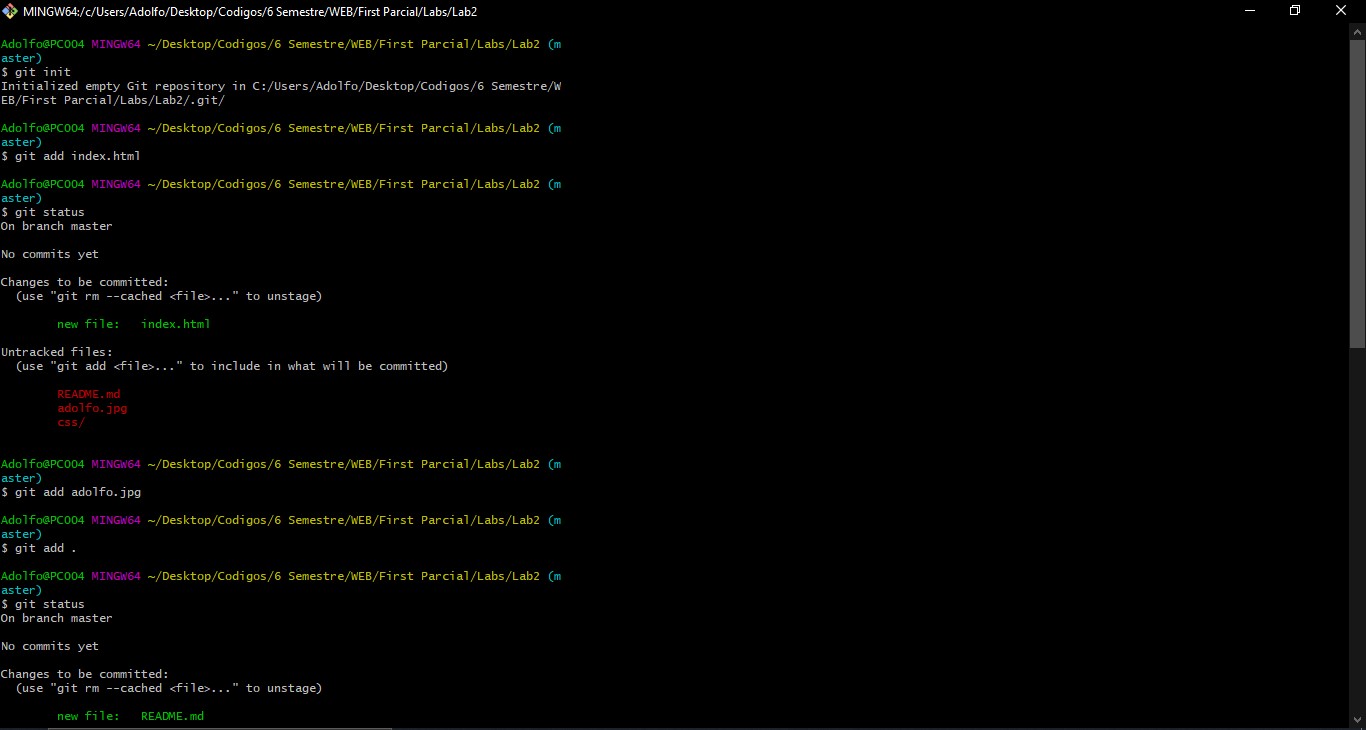 MINGW64:/c/Users/Adolfo/Desktop/Codigos/6 Semestre/WEB/First Parcial/Labs/Lab2
Adolfo@PC004 MINGW64 ~/Desktop/Codigos/6 Semestre/WEB/First Parcial/Labs/Lab2 (m
aster)
$ git init
Initialized empty Git repository in C:/Users/Adolfo/Desktop/Codigos/6 Semestre/W
EB/First Parcial/Labs/Lab2/.git/
Adolfo@PC004 MINGW64 ~/Desktop/Codigos/6 Semestre/WEB/First Parcial/Labs/Lab2 (m
aster)
$ git add index.html
Adolfo@PC004 MINGW64 ~/Desktop/Codigos/6 Semestre/WEB/First Parcial/Labs/Lab2 (m
aster)
$ git status
On branch master
No commits yet
Changes to be committed:
  (use "git rm --cached <file>..." to unstage)
        new file:   index.html
Untracked files:
  (use "git add <file>..." to include in what will be committed)
        README.md
        adolfo.jpg
        css/
Adolfo@PC004 MINGW64 ~/Desktop/Codigos/6 Semestre/WEB/First Parcial/Labs/Lab2 (m
aster)
$ git add adolfo.jpg
Adolfo@PC004 MINGW64 ~/Desktop/Codigos/6 Semestre/WEB/First Parcial/Labs/Lab2 (m
aster)
$ git add .
Adolfo@PC004 MINGW64 ~/Desktop/Codigos/6 Semestre/WEB/First Parcial/Labs/Lab2 (m
aster)
$ git status
On branch master
No commits yet
Changes to be committed:
  (use "git rm --cached <file>..." to unstage)
        new file:   README.md